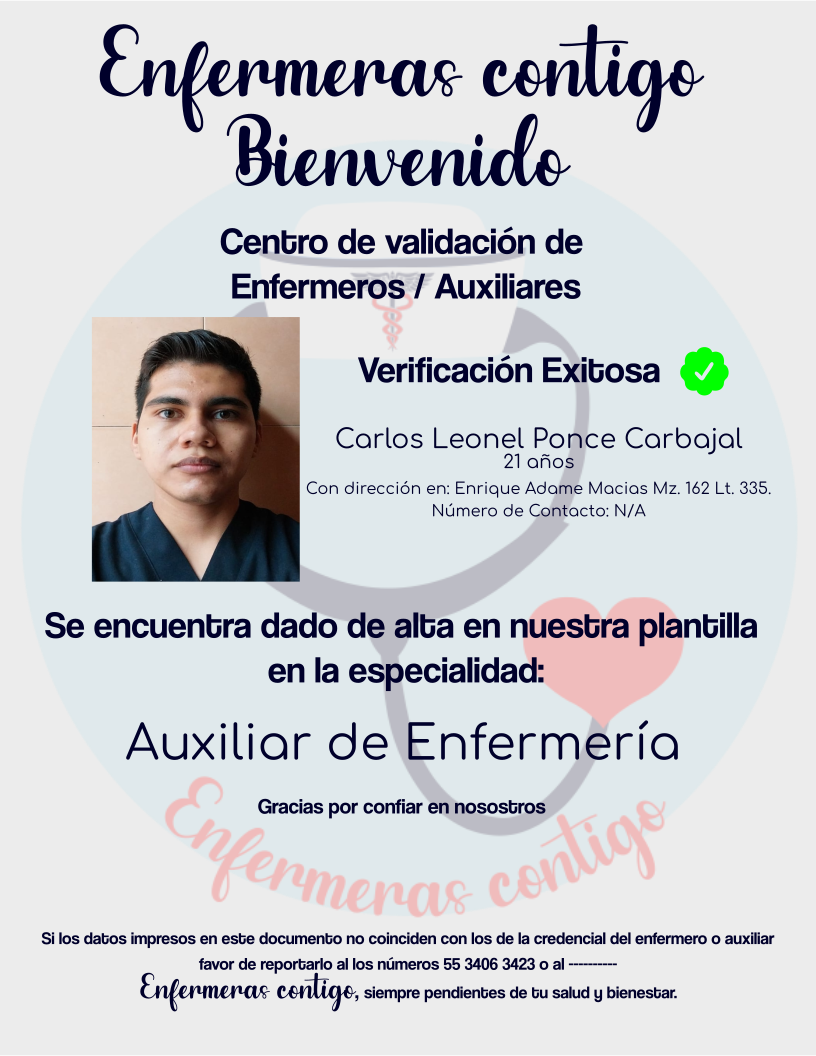 Enfermeras contigo
Bienvenido
Centro de validación de
Enfermeros / Auxiliares
Verificación Exitosa
Carlos Leonel Ponce Carbajal
21 años
Con dirección en: Enrique Adame Macias Mz. 162 Lt. 335.
Número de Contacto: N/A
Se encuentra dado de alta en nuestra plantilla
en la especialidad:
Auxiliar de Enfermería
Gracias por confiar en nosostros
Enfermeras contigo
Si los datos impresos en este documento no coinciden con los de la credencial del enfermero o auxiliar
favor de reportarlo al los números 55 3406 3423 o al ----------
Enfermeras contigo, siempre pendientes de tu salud y bienestar.